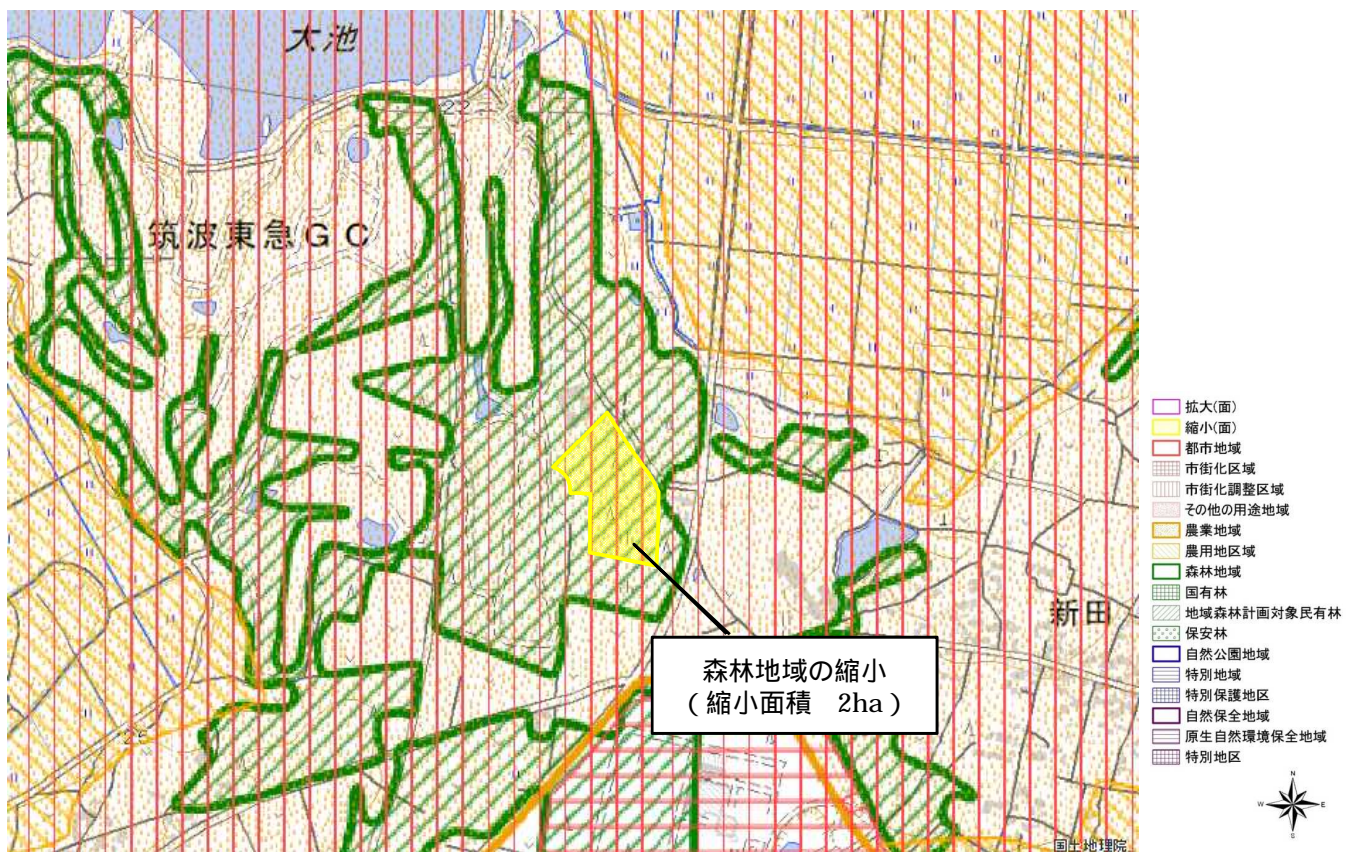 大池
22
筑波東急GC
新田
25
森林地域の縮小
(縮小面積 2ha)
拡大(面)
縮小(面)
都市地域
市街化区域
市街化調整区域
その他の用途地域
農業地域
農用地区域
森林地域
国有林
地域森林計画対象民有林
保安林
自然公園地域
特別地域
特別保護地区
自然保全地域
原生自然環境保全地域
特別地区
N
W E
S
国土地理院